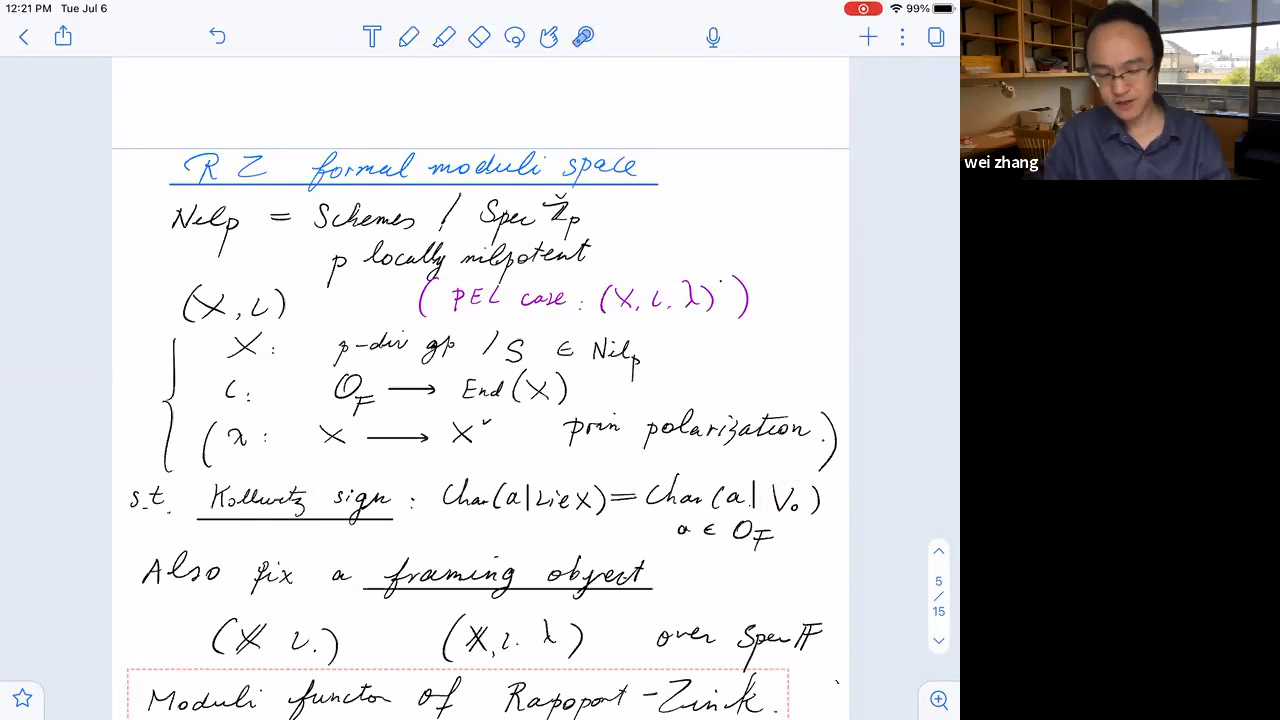 12:21 PM Tue Jul 6
99%
wei zhang
RZ formal moduli space
Nilp = Schemes / Spec Z̆p
p locally nilpotent
(X, ι) (PEL case: (X, ι, λ))
X: p-div gp / S ∈ Nilp
ι: O_F → End(X)
(λ: X → X^∨ prin polarization.)
s.t. Kottwitz sign: Char(a|Lie X) = Char(a| V₀)
a ∈ O_F
Also fix a framing object
(𝕏 ι.) (𝕏, ι. λ) over Spec 𝔽
Moduli functor of Rapoport-Zink.
5
/
15